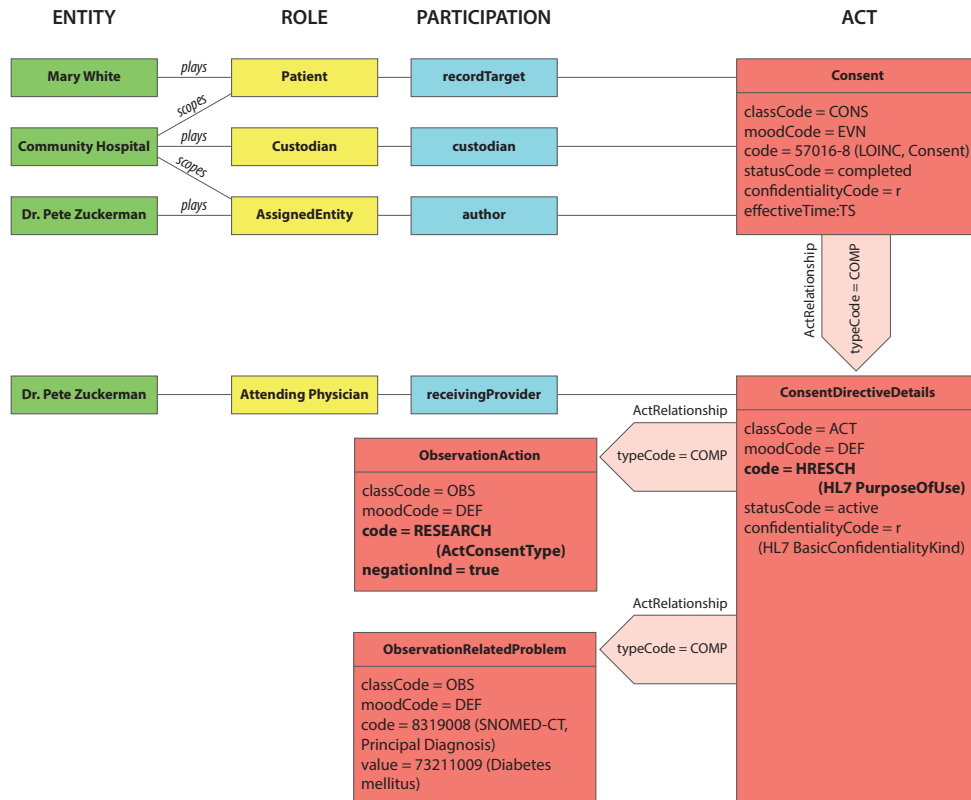 ENTITY ROLE PARTICIPATION ACT
Mary White plays Patient recordTarget Consent
scopes
classCode = CONS
moodCode = EVN
Community Hospital plays Custodian custodian code = 57016-8 (LOINC, Consent)
statusCode = completed
scopes
confidentialityCode = r
Dr. Pete Zuckerman plays AssignedEntity author effectiveTime:TS
ActRelationship
typeCode = COMP
Dr. Pete Zuckerman Attending Physician receivingProvider ConsentDirectiveDetails
ActRelationship
typeCode = COMP
classCode = ACT
moodCode = DEF
code = HRESCH
(HL7 PurposeOfUse)
statusCode = active
confidentialityCode = r
(HL7 BasicConfidentialityKind)
ObservationAction
classCode = OBS
moodCode = DEF
code = RESEARCH
(ActConsentType)
negationInd = true
ActRelationship
typeCode = COMP
ObservationRelatedProblem
classCode = OBS
moodCode = DEF
code = 8319008 (SNOMED-CT,
Principal Diagnosis)
value = 73211009 (Diabetes
mellitus)